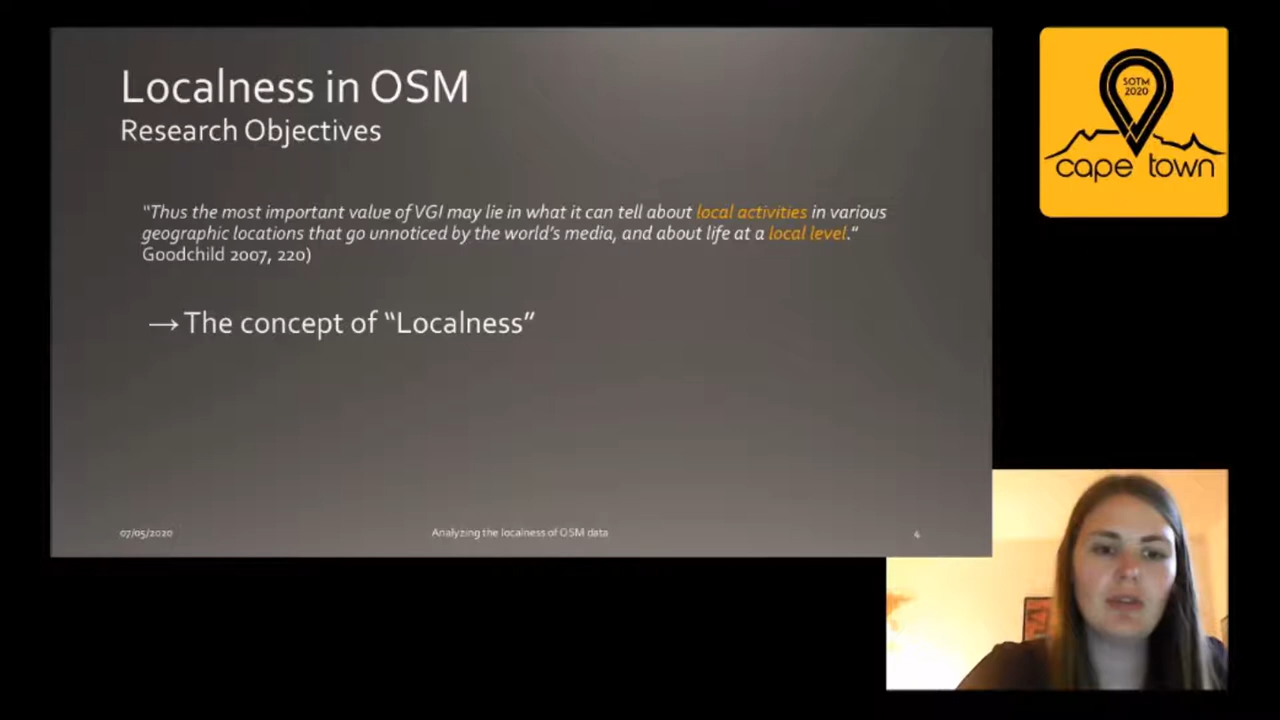 Localness in OSM
Research Objectives
"Thus the most important value of VGI may lie in what it can tell about local activities in various
geographic locations that go unnoticed by the world's media, and about life at a local level.“
Goodchild 2007, 220)
→ The concept of “Localness”
07/05/2020
Analyzing the localness of OSM data
4
SOTM
2020
cape town